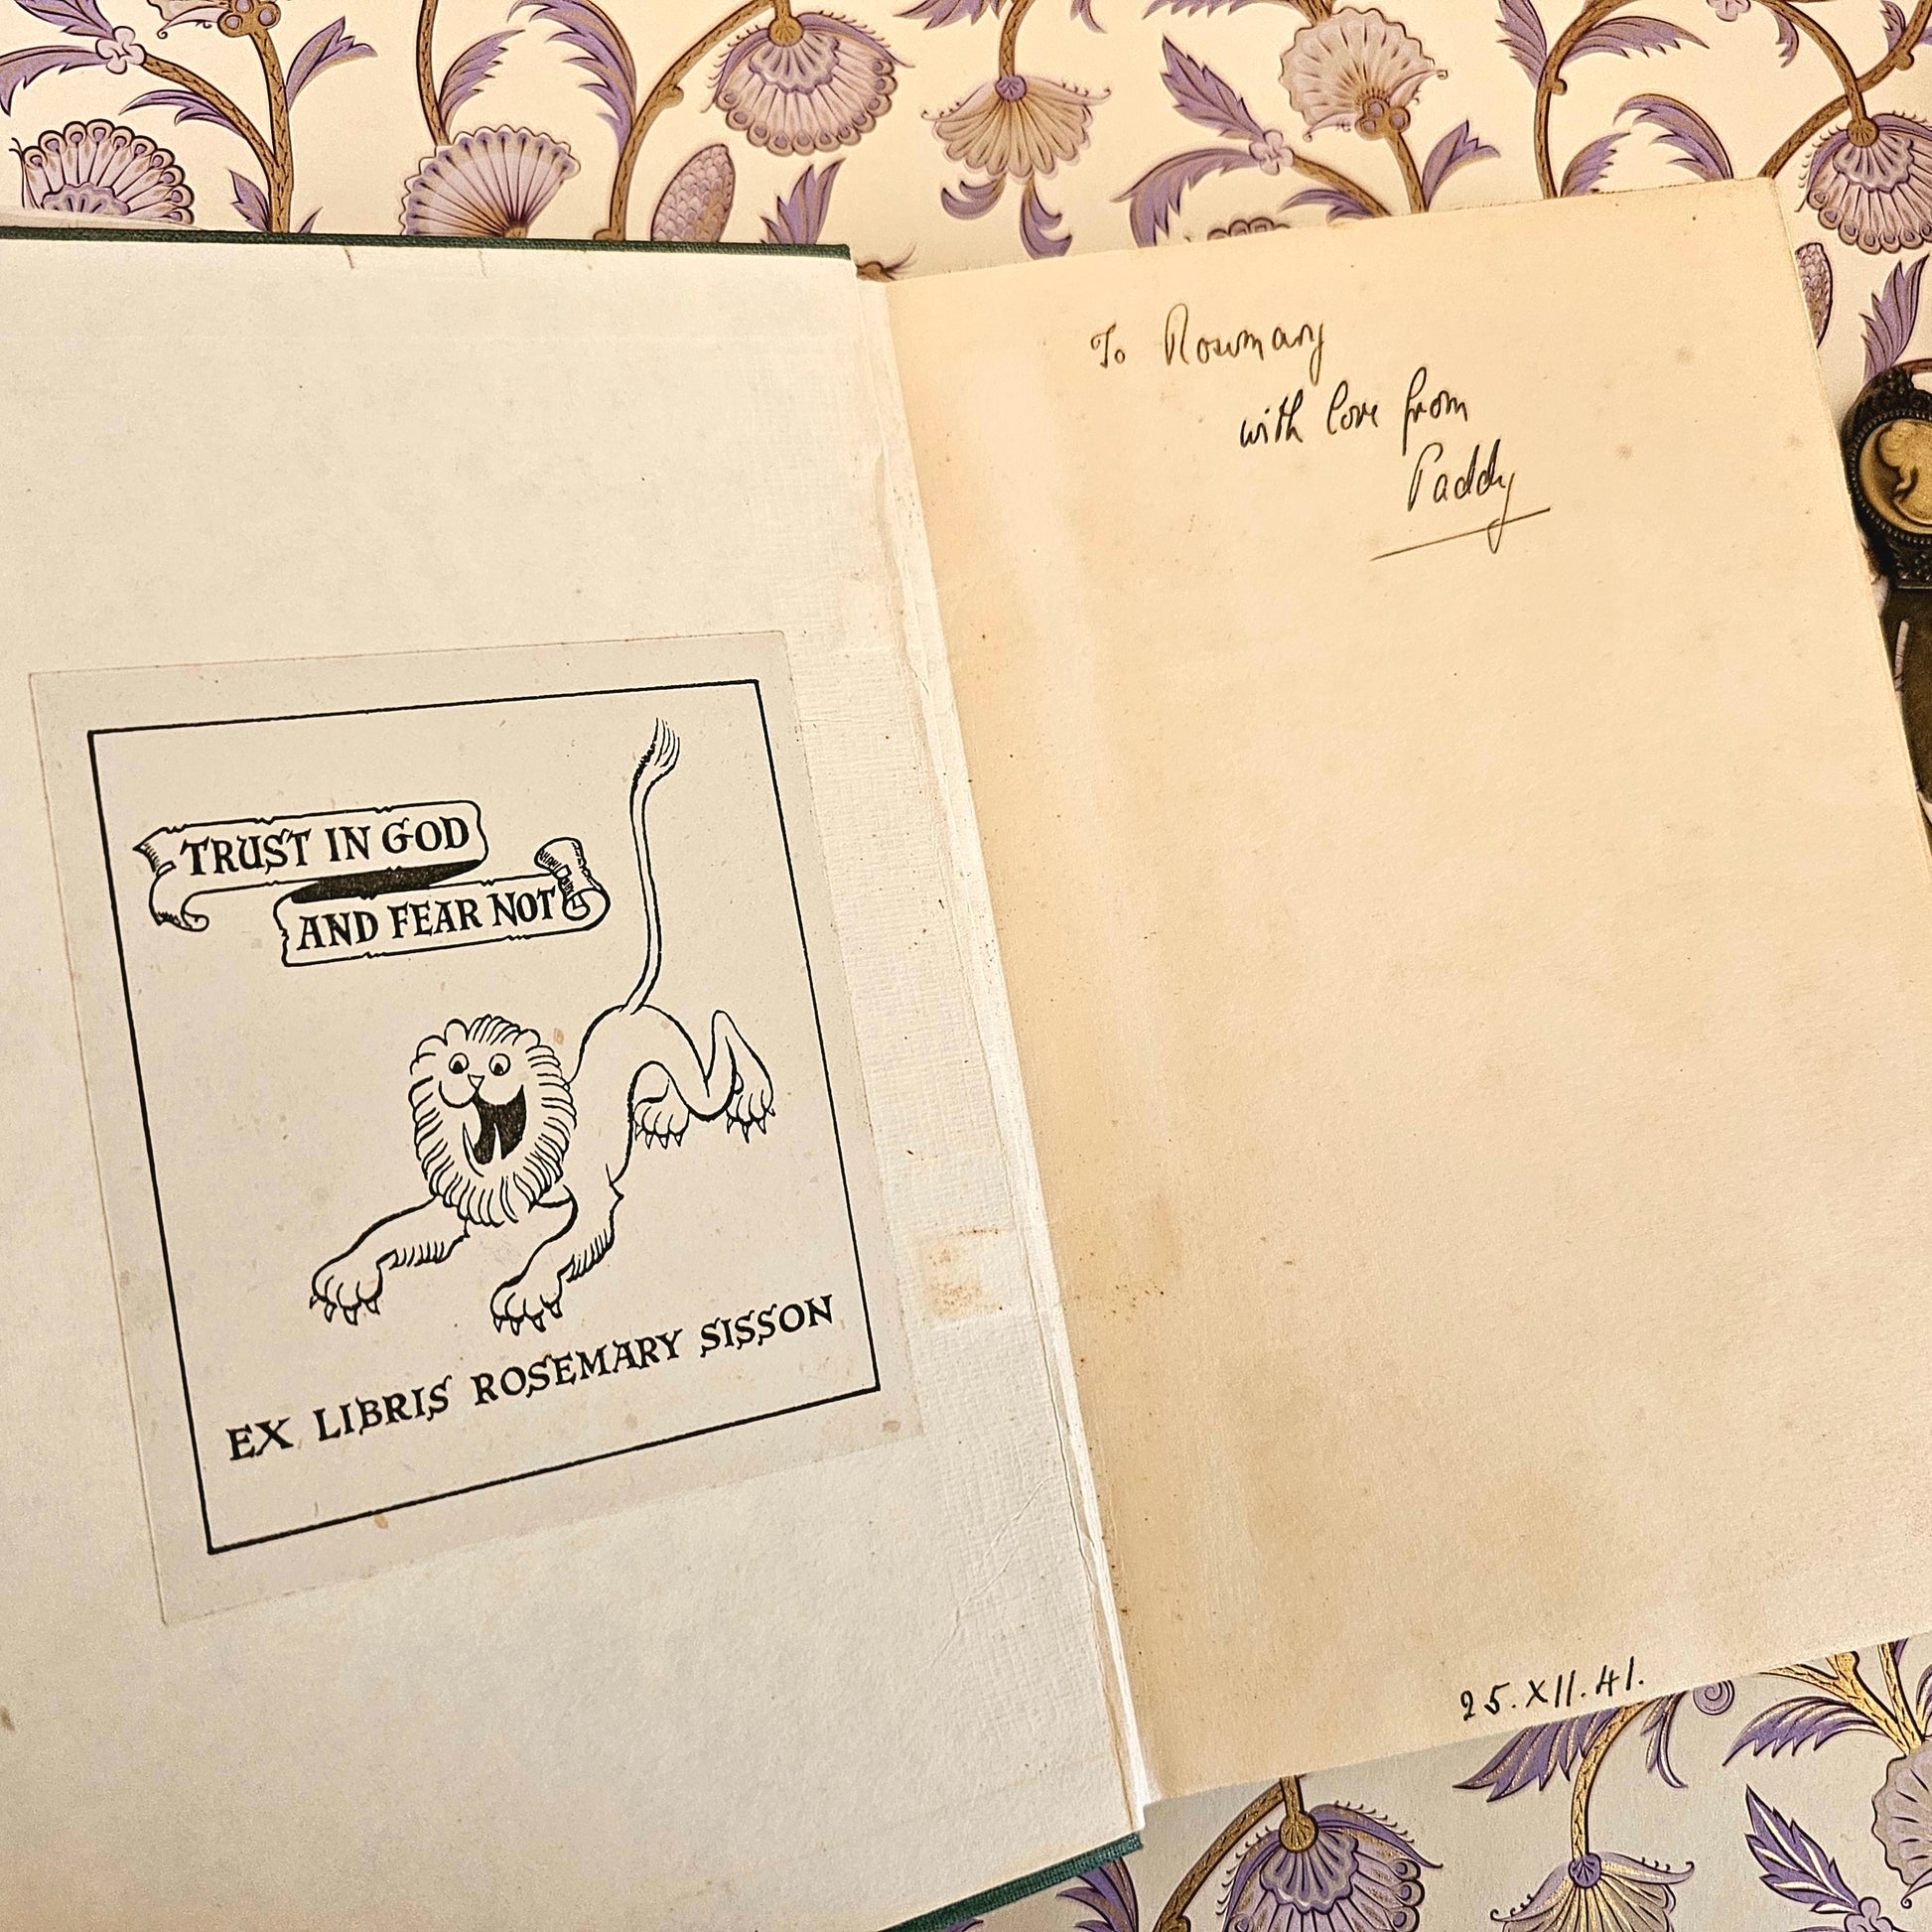 TRUST IN GOD
AND FEAR NOT
EX LIBRIS ROSEMARY SISSON
To Rosemary
with love from
Paddy
25.XII.41.